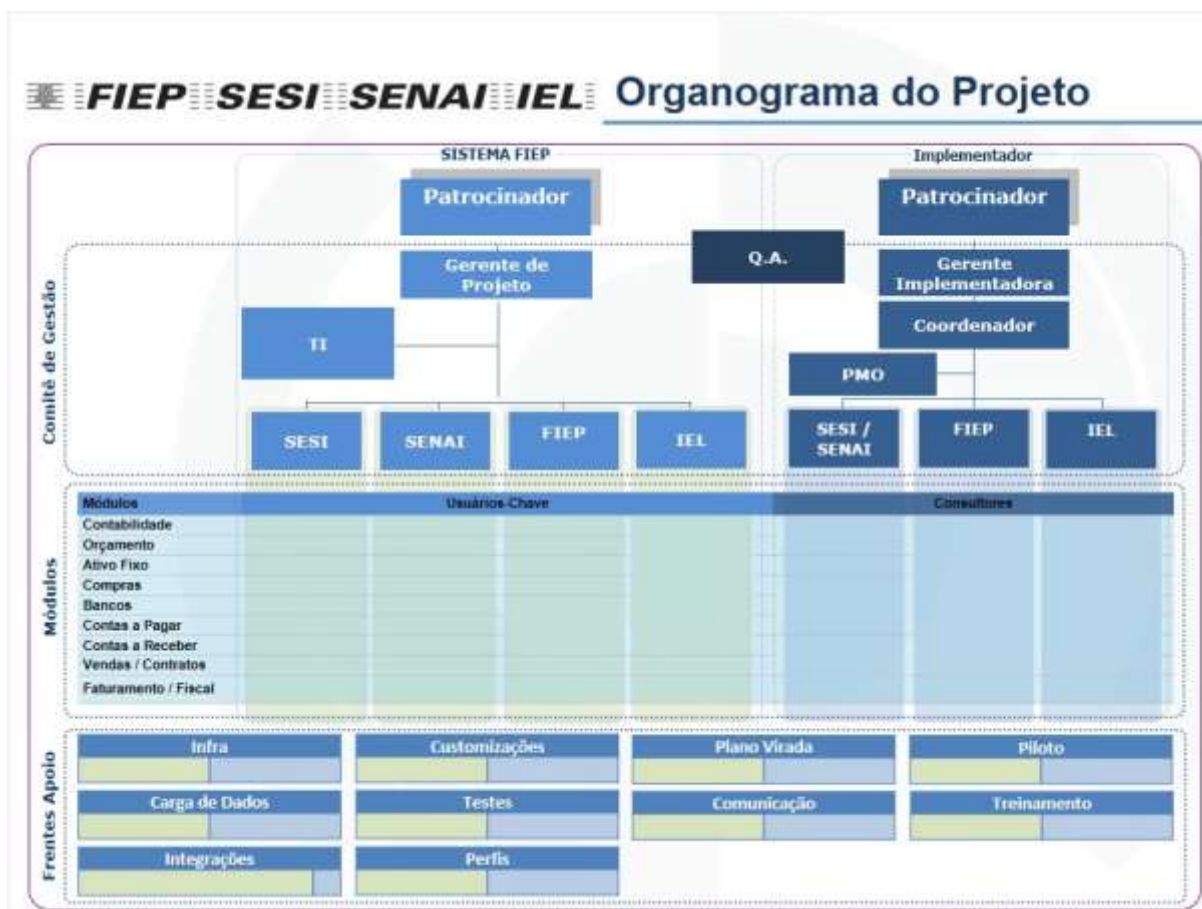 FIEP SESI SENAI IEL Organograma do Projeto
SISTEMA FIEP
Implementador
Patrocinador
Patrocinador
Q.A.
Gerente de
Projeto
Gerente
Implementadora
Coordenador
TI
PMO
SESI
SENAI
FIEP
IEL
SESI /
SENAI
FIEP
IEL
Comitê de Gestão
Módulos Usuários-Chave Consultores
Contabilidade
Orçamento
Ativo Fixo
Compras
Bancos
Contas a Pagar
Contas a Receber
Vendas / Contratos
Faturamento / Fiscal
Módulos
Infra
Customizações
Plano Virada
Piloto
Carga de Dados
Testes
Comunicação
Treinamento
Integrações
Perfis
Frentes Apoio